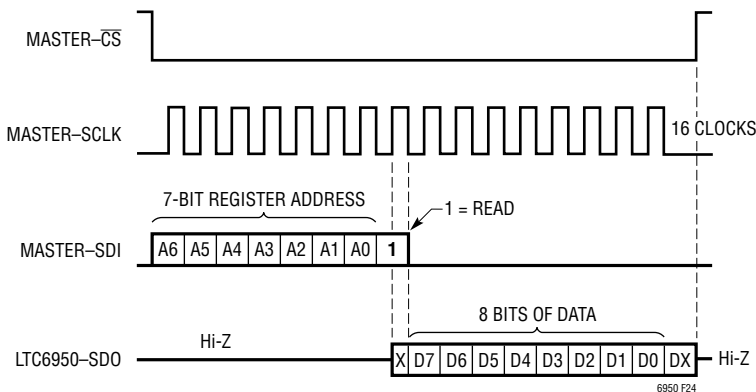 MASTER–CS
MASTER–SCLK
16 CLOCKS
7-BIT REGISTER ADDRESS
1 = READ
MASTER–SDI
A6 A5 A4 A3 A2 A1 A0 1
8 BITS OF DATA
Hi-Z
LTC6950–SDO
X D7 D6 D5 D4 D3 D2 D1 D0 DX
Hi-Z
6950 F24